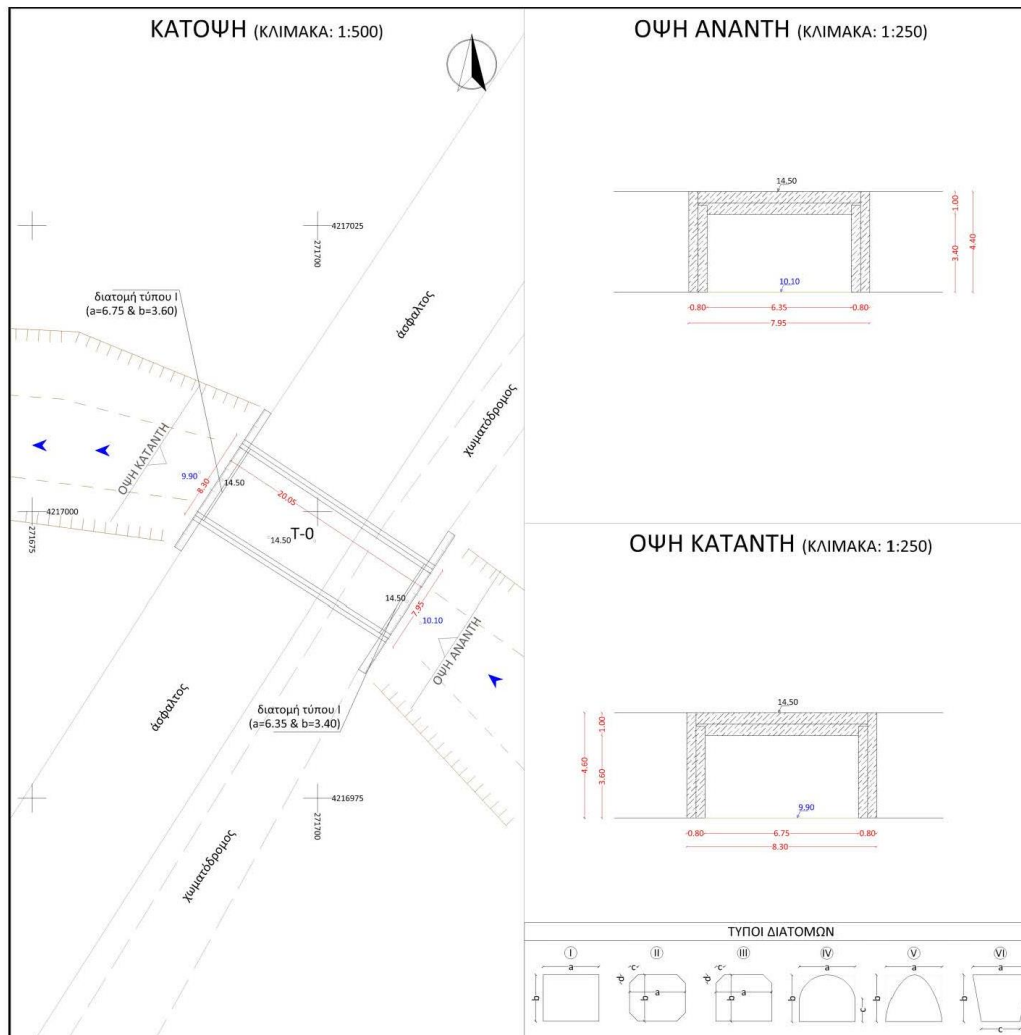 ΚΑΤΟΨΗ (ΚΛΙΜΑΚΑ: 1:500)
4217025
271700
διατομή τύπου Ι
(a=6.75 & b=3.60)
άσφαλτος
χωματόδρομος
ΟΨΗ ΚΑΤΑΝΤΗ
9.90
8.30
14.50
20.05
4217000
271675
14.50
T-0
14.50
7.95
10.10
ΟΨΗ ΑΝΑΝΤΗ
άσφαλτος
διατομή τύπου Ι
(a=6.35 & b=3.40)
4216975
271700
χωματόδρομος
ΟΨΗ ΑΝΑΝΤΗ (ΚΛΙΜΑΚΑ: 1:250)
14.50
1.00
3.40
4.40
10.10
0.80 6.35 0.80
7.95
ΟΨΗ ΚΑΤΑΝΤΗ (ΚΛΙΜΑΚΑ: 1:250)
14.50
1.00
4.60
3.60
9.90
0.80 6.75 0.80
8.30
ΤΥΠΟΙ ΔΙΑΤΟΜΩΝ
I II III IV V VI
a b
c d a b
c d a b
a b c
a b
a b c